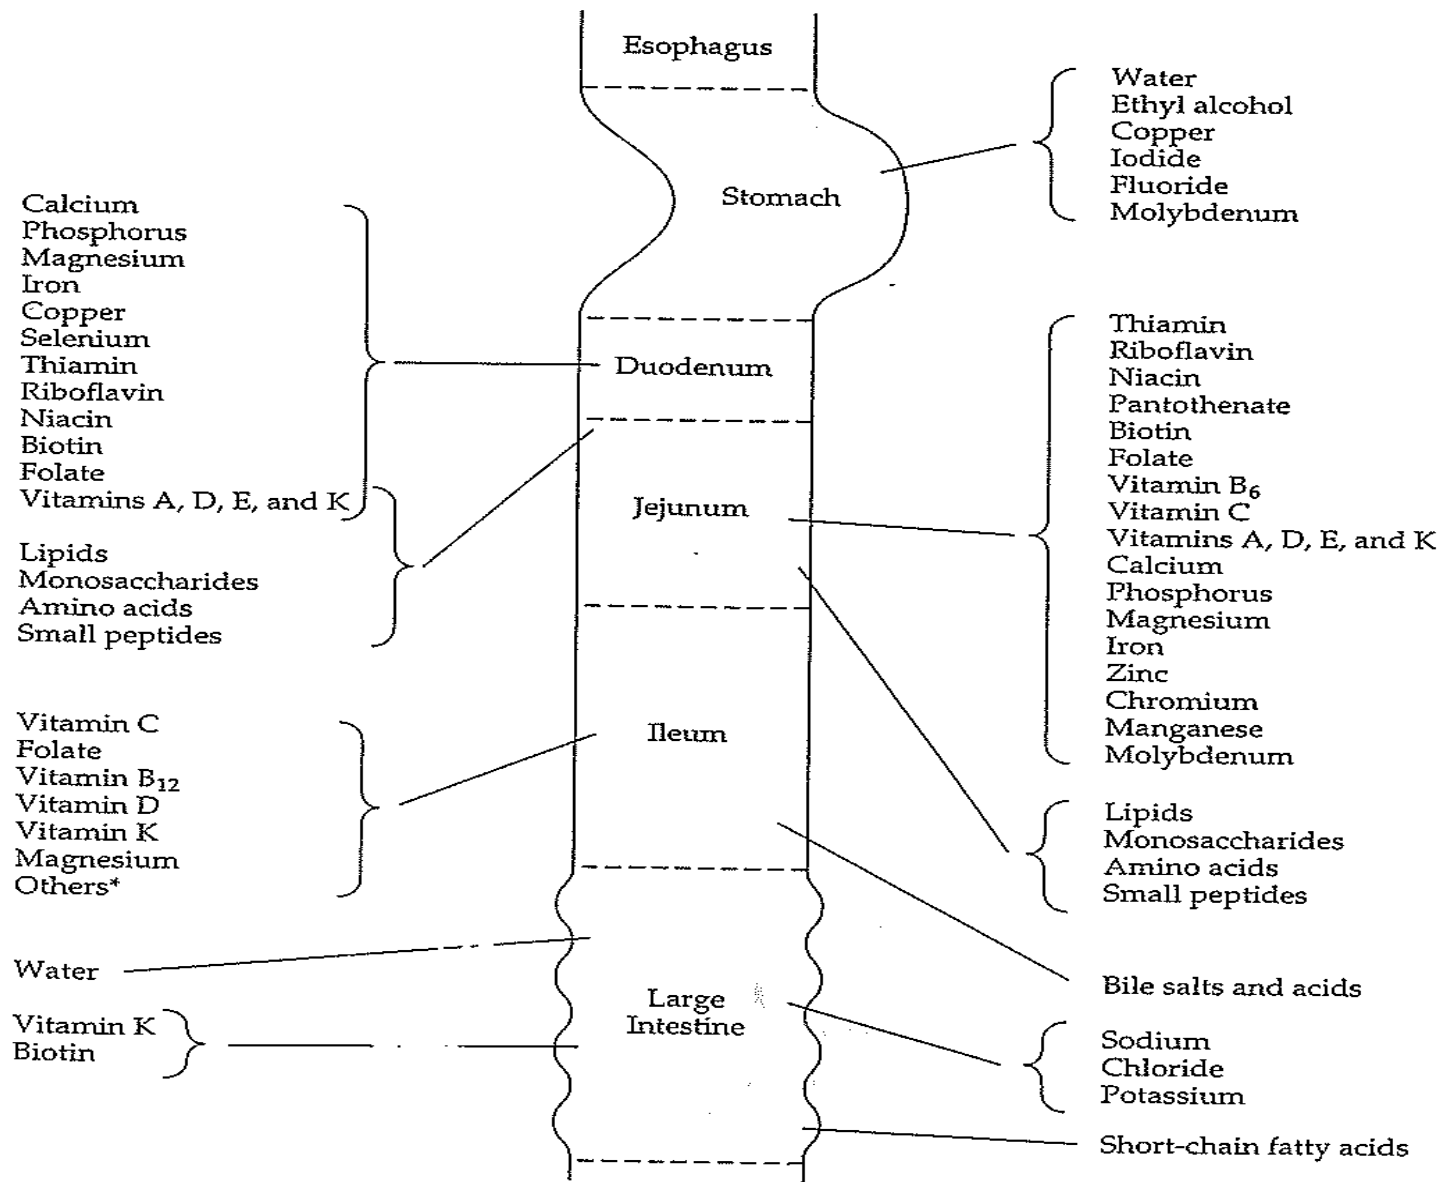 Esophagus
Water
Ethyl alcohol
Copper
Iodide
Fluoride
Molybdenum
Stomach
Calcium
Phosphorus
Magnesium
Iron
Copper
Selenium
Thiamin
Riboflavin
Niacin
Biotin
Folate
Vitamins A, D, E, and K
Lipids
Monosaccharides
Amino acids
Small peptides
Duodenum
Jejunum
Thiamin
Riboflavin
Niacin
Pantothenate
Biotin
Folate
Vitamin B₆
Vitamin C
Vitamins A, D, E, and K
Calcium
Phosphorus
Magnesium
Iron
Zinc
Chromium
Manganese
Molybdenum
Lipids
Monosaccharides
Amino acids
Small peptides
Vitamin C
Folate
Vitamin B₁₂
Vitamin D
Vitamin K
Magnesium
Others*
Ileum
Bile salts and acids
Water
Vitamin K
Biotin
Large
Intestine
Sodium
Chloride
Potassium
Short-chain fatty acids